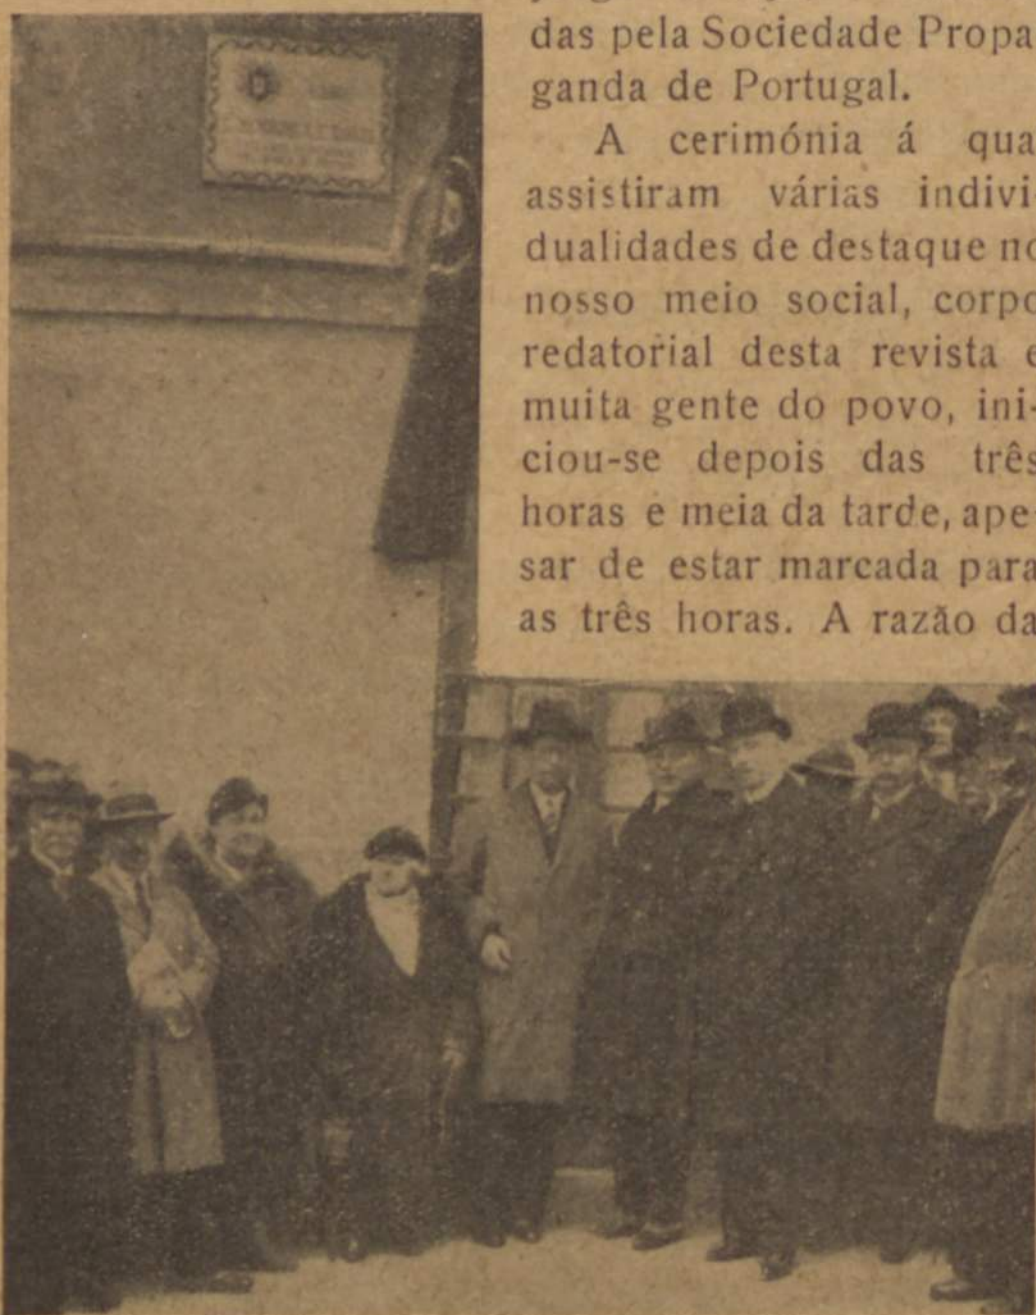 das pela Sociedade Propa
ganda de Portugal.
A cerimónia á qua
assistiram várias indivi-
dualidades de destaque no
nosso meio social, corpo
redatorial desta revista e
muita gente do povo, ini-
ciou-se depois das três
horas e meia da tarde, ape-
sar de estar marcada para
as três horas. A razão da